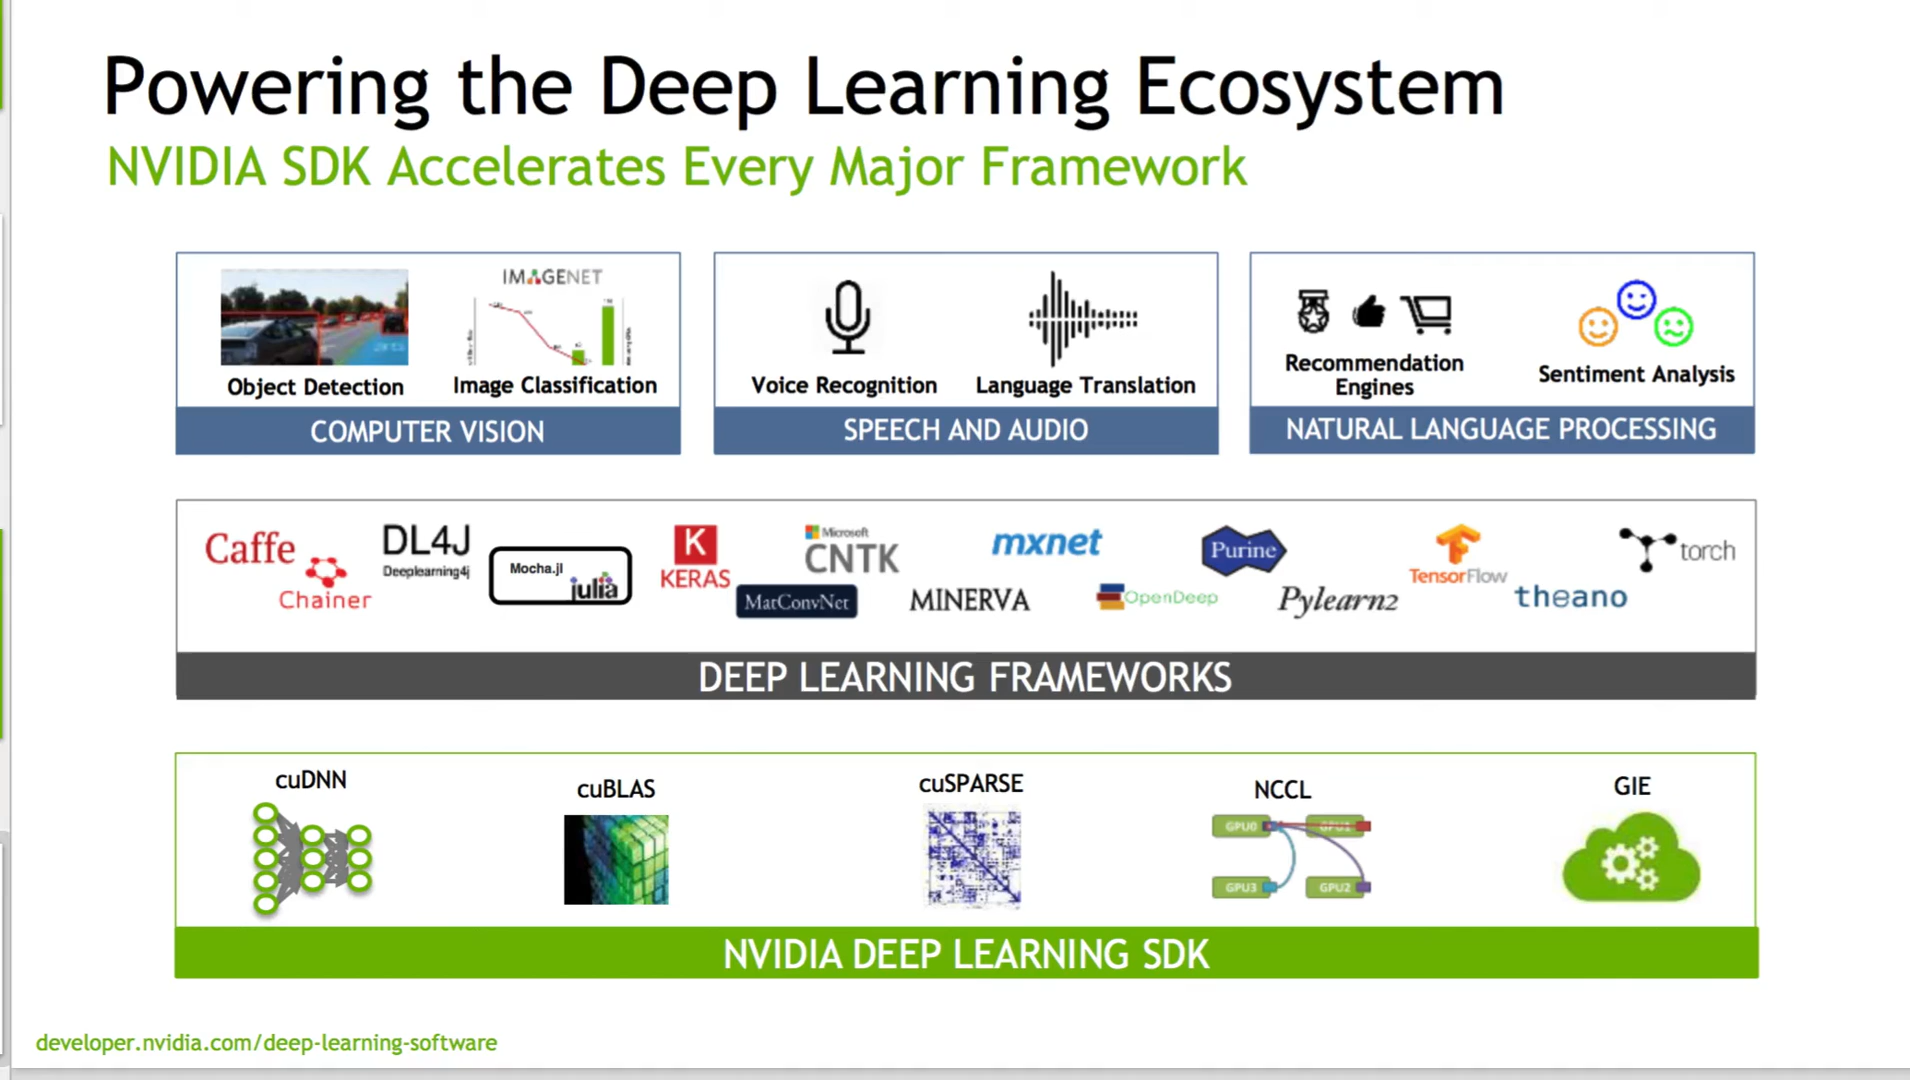 Powering the Deep Learning Ecosystem
NVIDIA SDK Accelerates Every Major Framework
IMAGENET
Object Detection
Image Classification
COMPUTER VISION
Voice Recognition
Language Translation
SPEECH AND AUDIO
Recommendation
Engines
Sentiment Analysis
NATURAL LANGUAGE PROCESSING
Caffe
Chainer
DL4J
Deeplearning4j
Mocha.jl
julia
K
KERAS
MatConvNet
Microsoft
CNTK
MINERVA
mxnet
OpenDeep
Purine
Pylearn2
TensorFlow
theano
torch
DEEP LEARNING FRAMEWORKS
cuDNN
cuBLAS
cuSPARSE
NCCL
GPU0
GPU1
GPU3
GPU2
GIE
NVIDIA DEEP LEARNING SDK
developer.nvidia.com/deep-learning-software